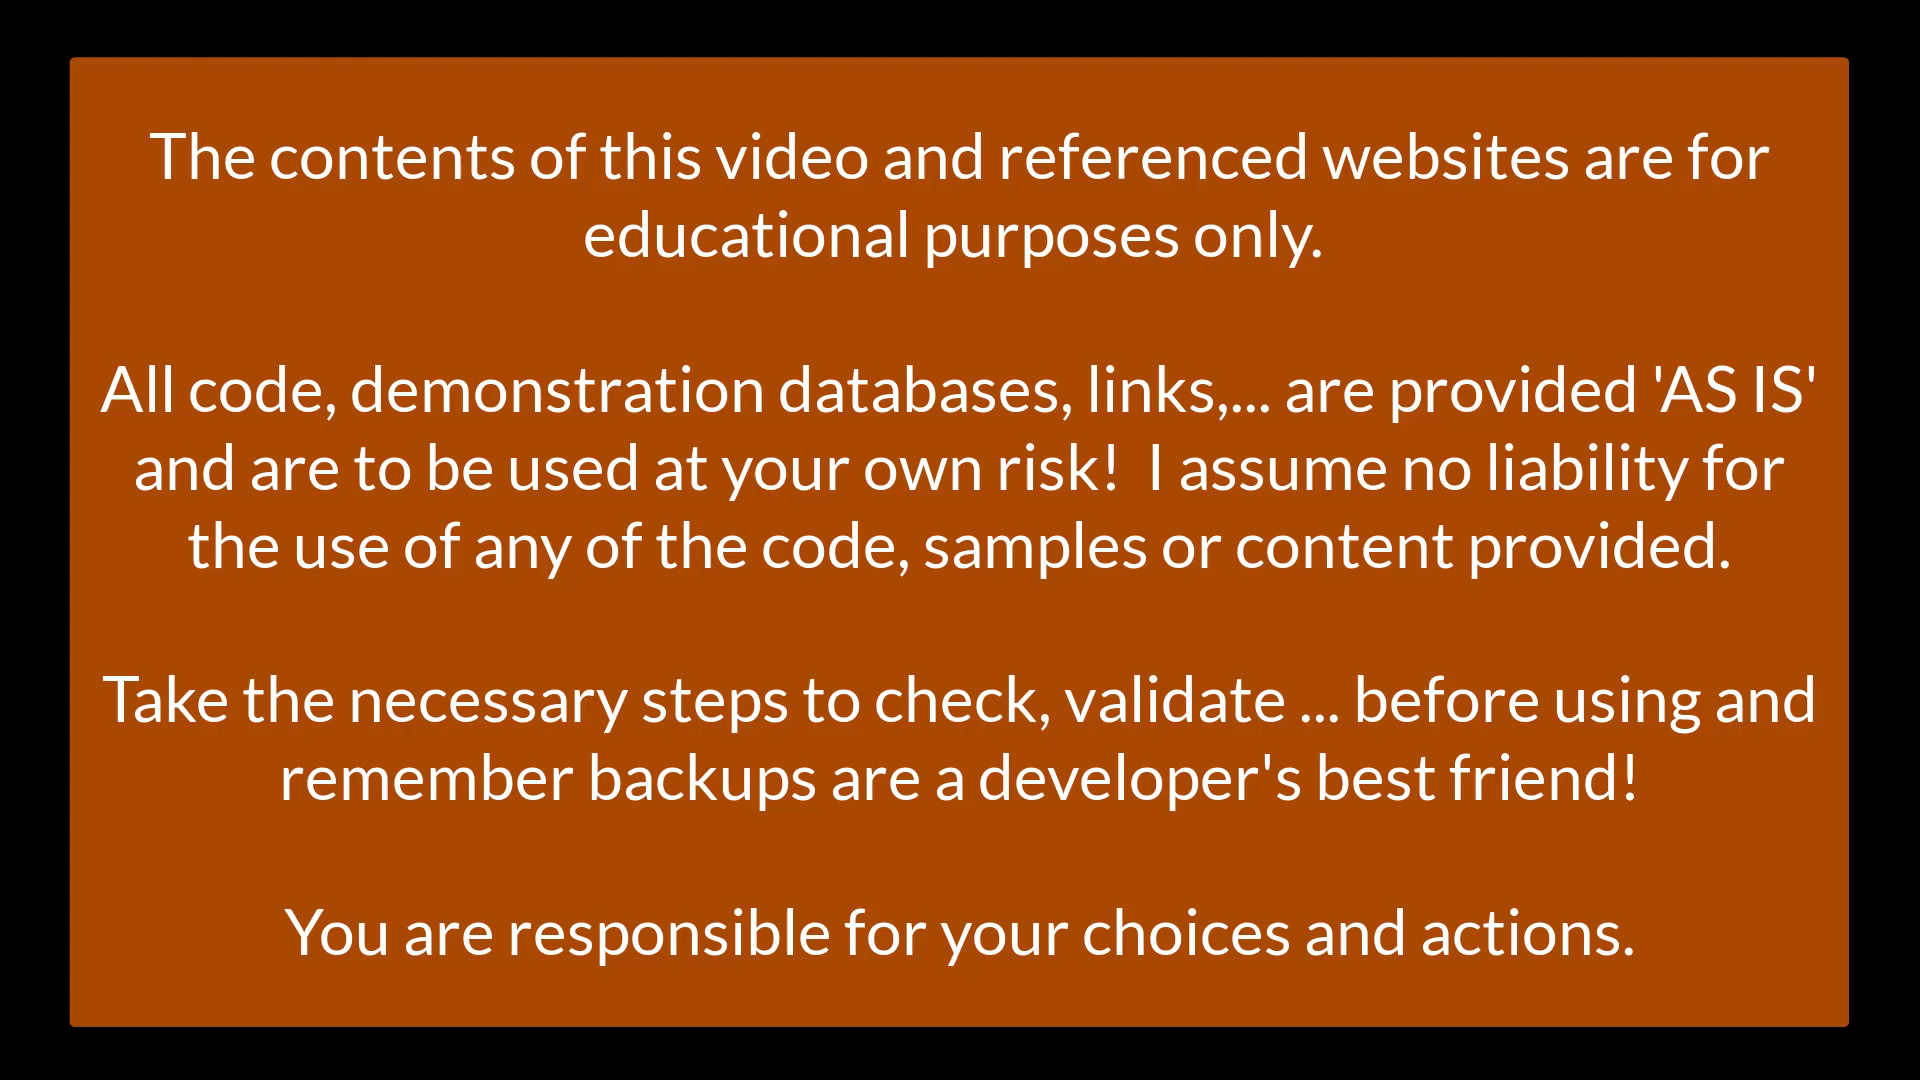 The contents of this video and referenced websites are for
educational purposes only.
All code, demonstration databases, links,... are provided 'AS IS'
and are to be used at your own risk!  I assume no liability for
the use of any of the code, samples or content provided.
Take the necessary steps to check, validate ... before using and
remember backups are a developer's best friend!
You are responsible for your choices and actions.